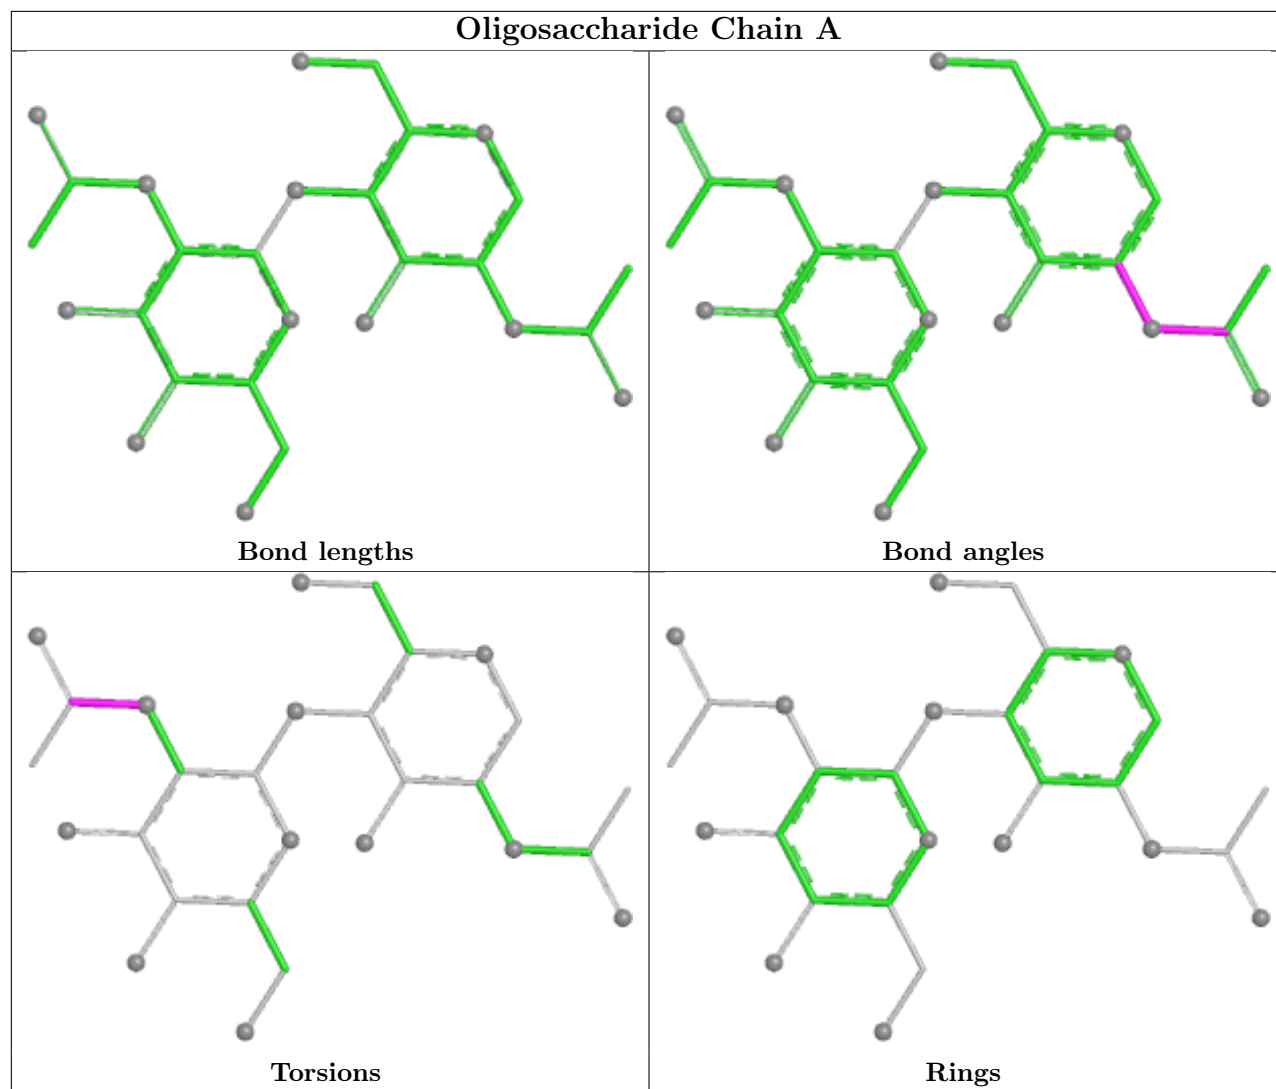 Oligosaccharide Chain A
Bond lengths
Bond angles
Torsions
Rings